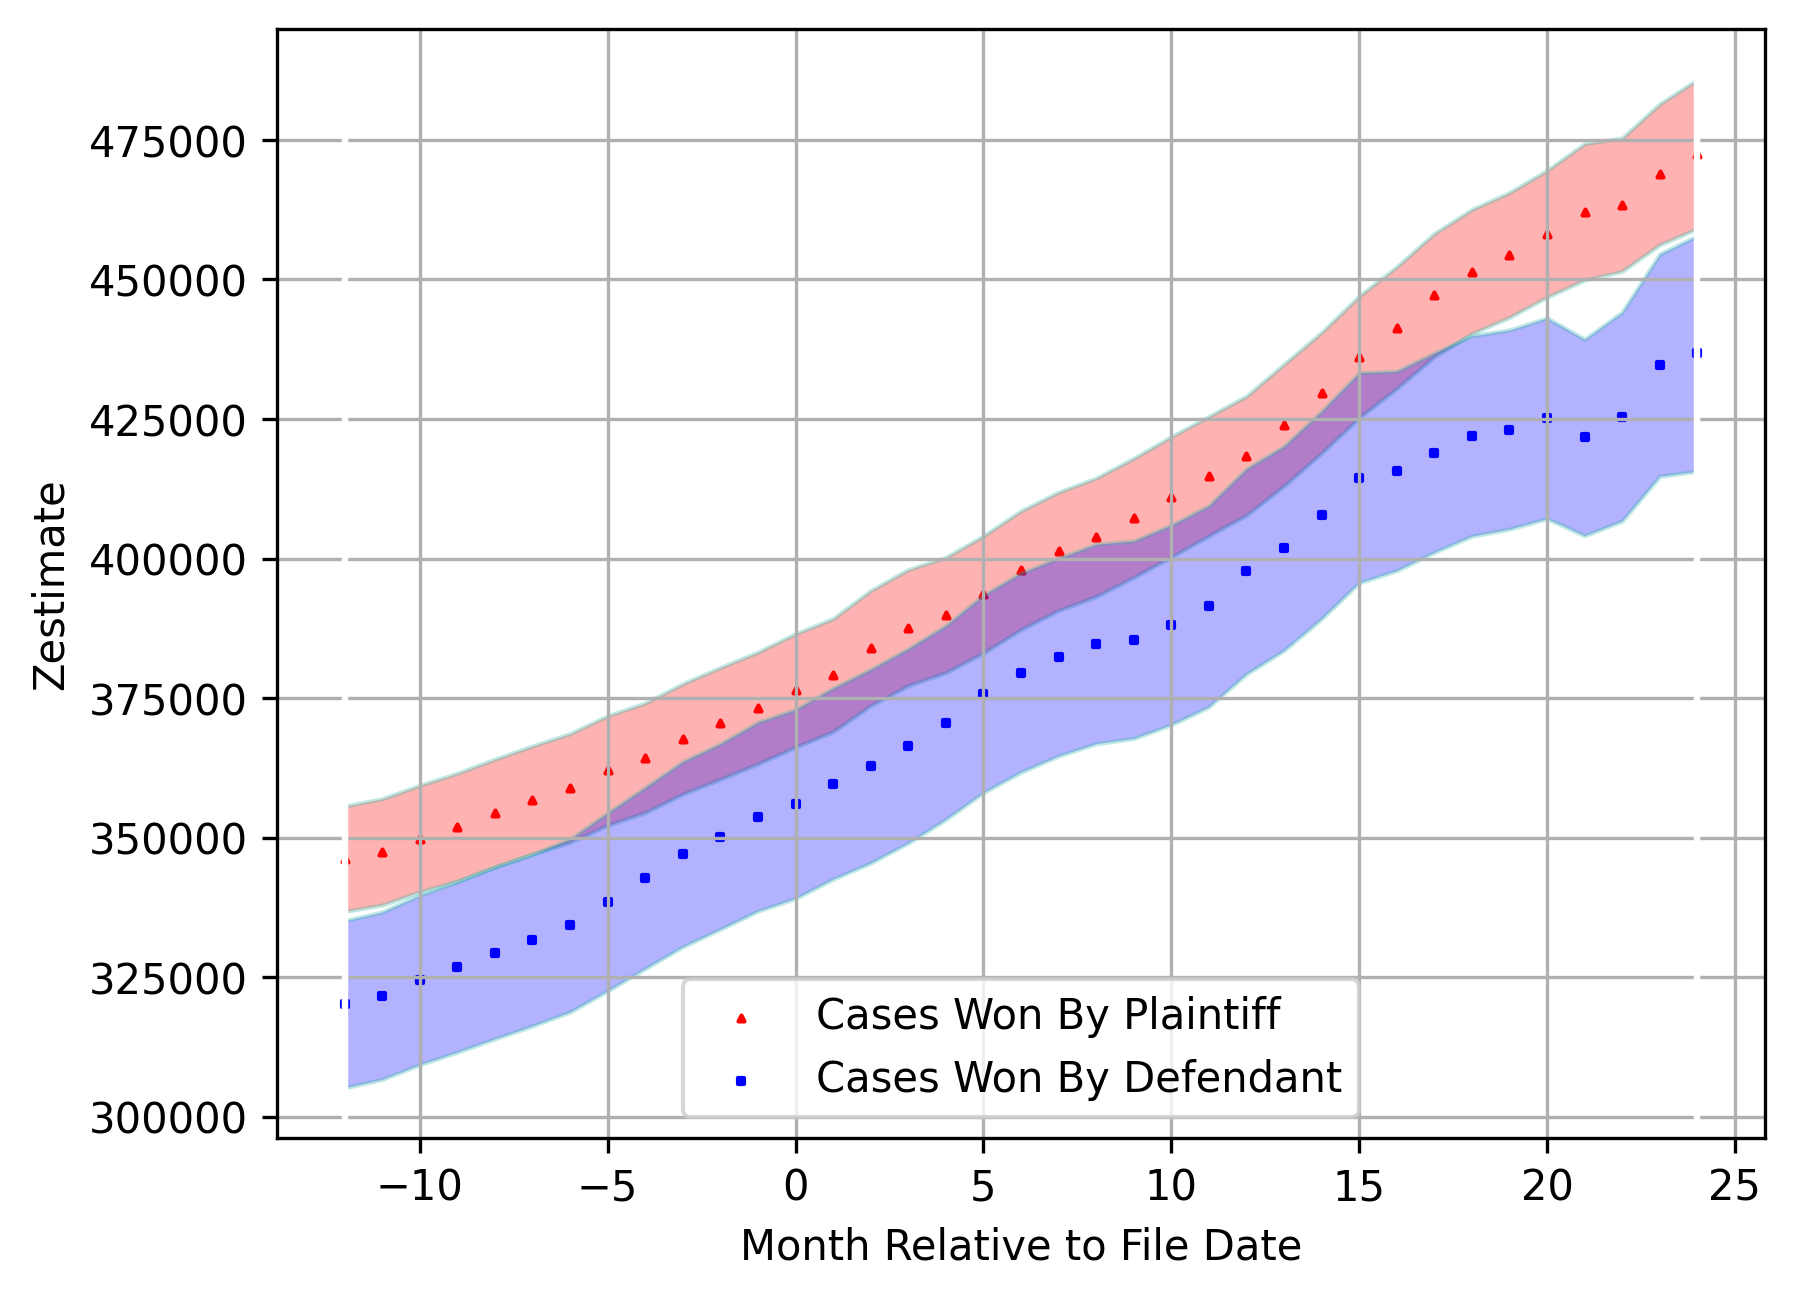 475000
450000
425000
400000
375000
350000
325000
300000
Zestimate
Cases Won By Plaintiff
Cases Won By Defendant
−10 −5 0 5 10 15 20 25
Month Relative to File Date